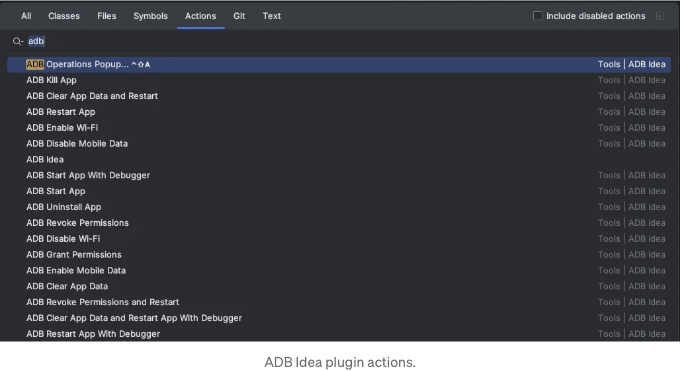 All Classes Files Symbols Actions Git Text Include disabled actions
adb
ADB Operations Popup... ⌃⇧A Tools | ADB Idea
ADB Kill App Tools | ADB Idea
ADB Clear App Data and Restart Tools | ADB Idea
ADB Restart App Tools | ADB Idea
ADB Enable Wi-Fi Tools | ADB Idea
ADB Disable Mobile Data Tools | ADB Idea
ADB Idea
ADB Start App With Debugger Tools | ADB Idea
ADB Start App Tools | ADB Idea
ADB Uninstall App Tools | ADB Idea
ADB Revoke Permissions Tools | ADB Idea
ADB Disable Wi-Fi Tools | ADB Idea
ADB Grant Permissions Tools | ADB Idea
ADB Enable Mobile Data Tools | ADB Idea
ADB Clear App Data Tools | ADB Idea
ADB Revoke Permissions and Restart Tools | ADB Idea
ADB Clear App Data and Restart App With Debugger Tools | ADB Idea
ADB Restart App With Debugger Tools | ADB Idea
ADB Idea plugin actions.